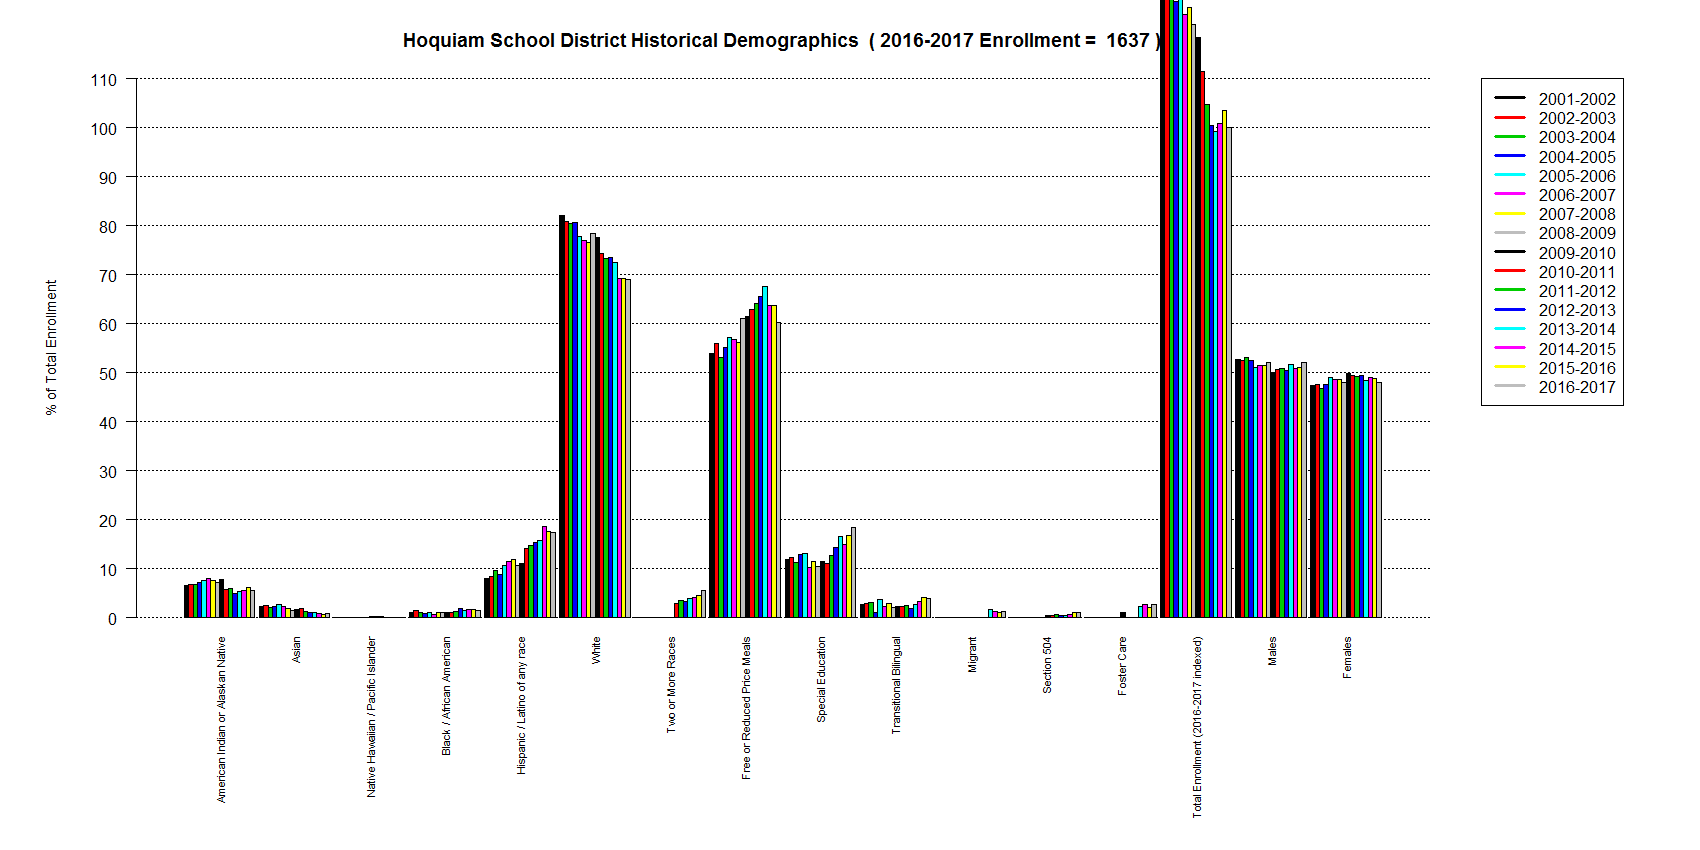 Hoquiam School District Historical Demographics ( 2016-2017 Enrollment = 1637 )
% of Total Enrollment
110
100
90
80
70
60
50
40
30
20
10
0
American Indian or Alaskan Native
Asian
Native Hawaiian / Pacific Islander
Black / African American
Hispanic / Latino of any race
White
Two or More Races
Free or Reduced Price Meals
Special Education
Transitional Bilingual
Migrant
Section 504
Foster Care
Total Enrollment (2016-2017 indexed)
Males
Females
2001-2002
2002-2003
2003-2004
2004-2005
2005-2006
2006-2007
2007-2008
2008-2009
2009-2010
2010-2011
2011-2012
2012-2013
2013-2014
2014-2015
2015-2016
2016-2017